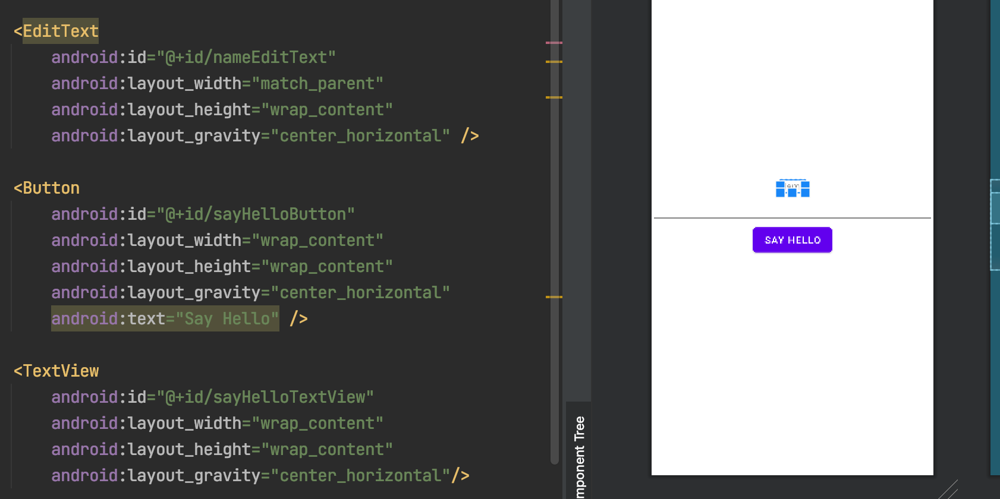 <EditText
android:id="@+id/nameEditText"
android:layout_width="match_parent"
android:layout_height="wrap_content"
android:layout_gravity="center_horizontal" />
<Button
android:id="@+id/sayHelloButton"
android:layout_width="wrap_content"
android:layout_height="wrap_content"
android:layout_gravity="center_horizontal"
android:text="Say Hello" />
<TextView
android:id="@+id/sayHelloTextView"
android:layout_width="wrap_content"
android:layout_height="wrap_content"
android:layout_gravity="center_horizontal"/>
mponent Tree
SAY HELLO